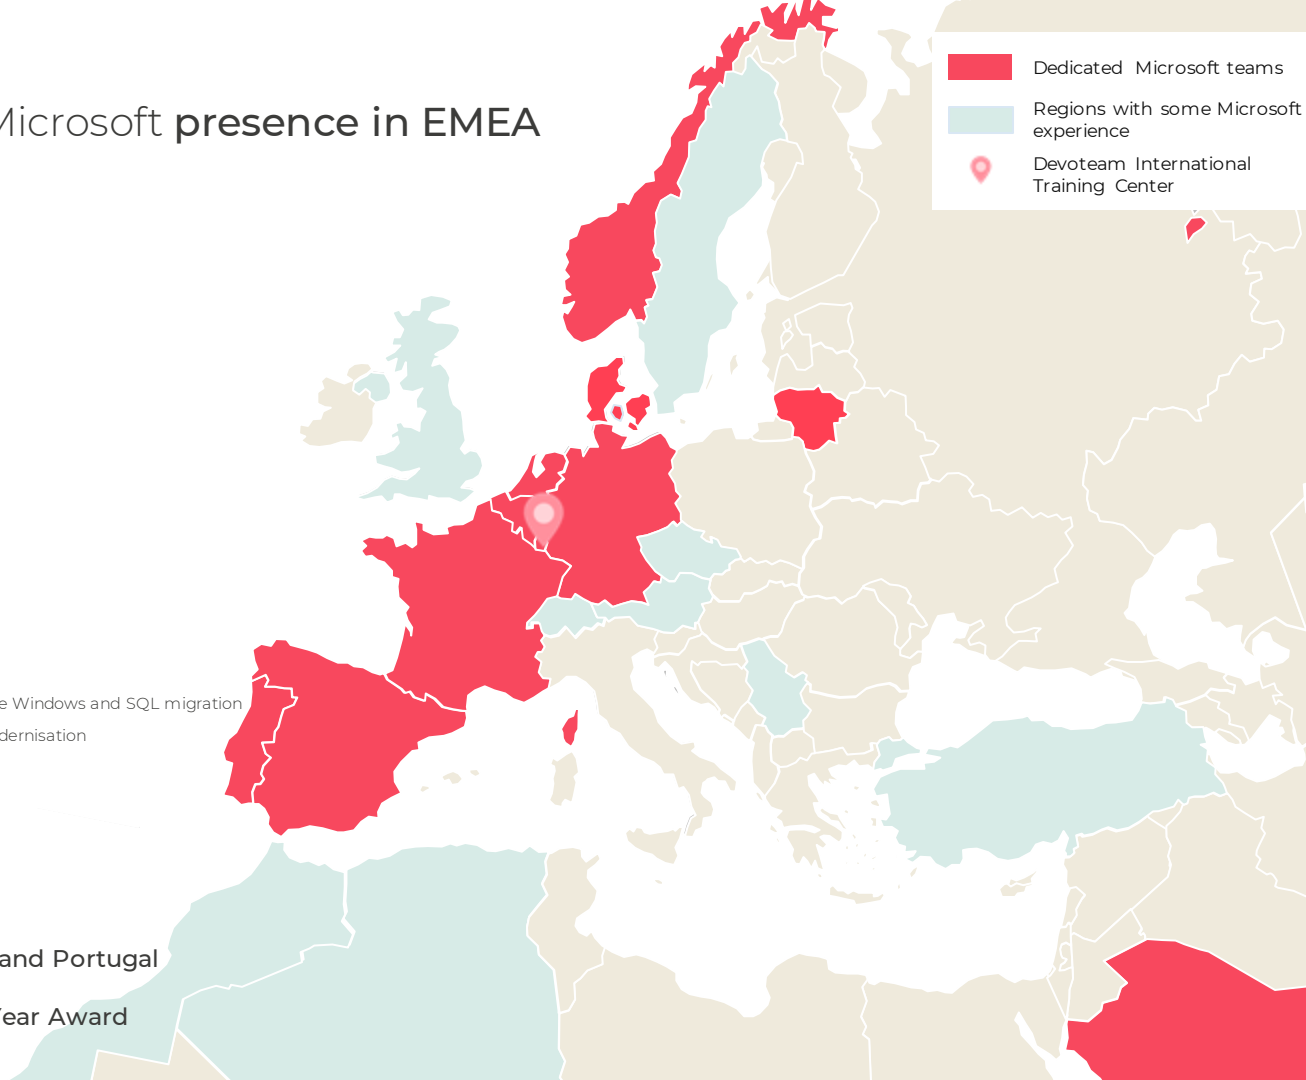 Microsoft presence in EMEA
Dedicated Microsoft teams
Regions with some Microsoft
experience
Devoteam International
Training Center
e Windows and SQL migration
dernisation
and Portugal
Year Award